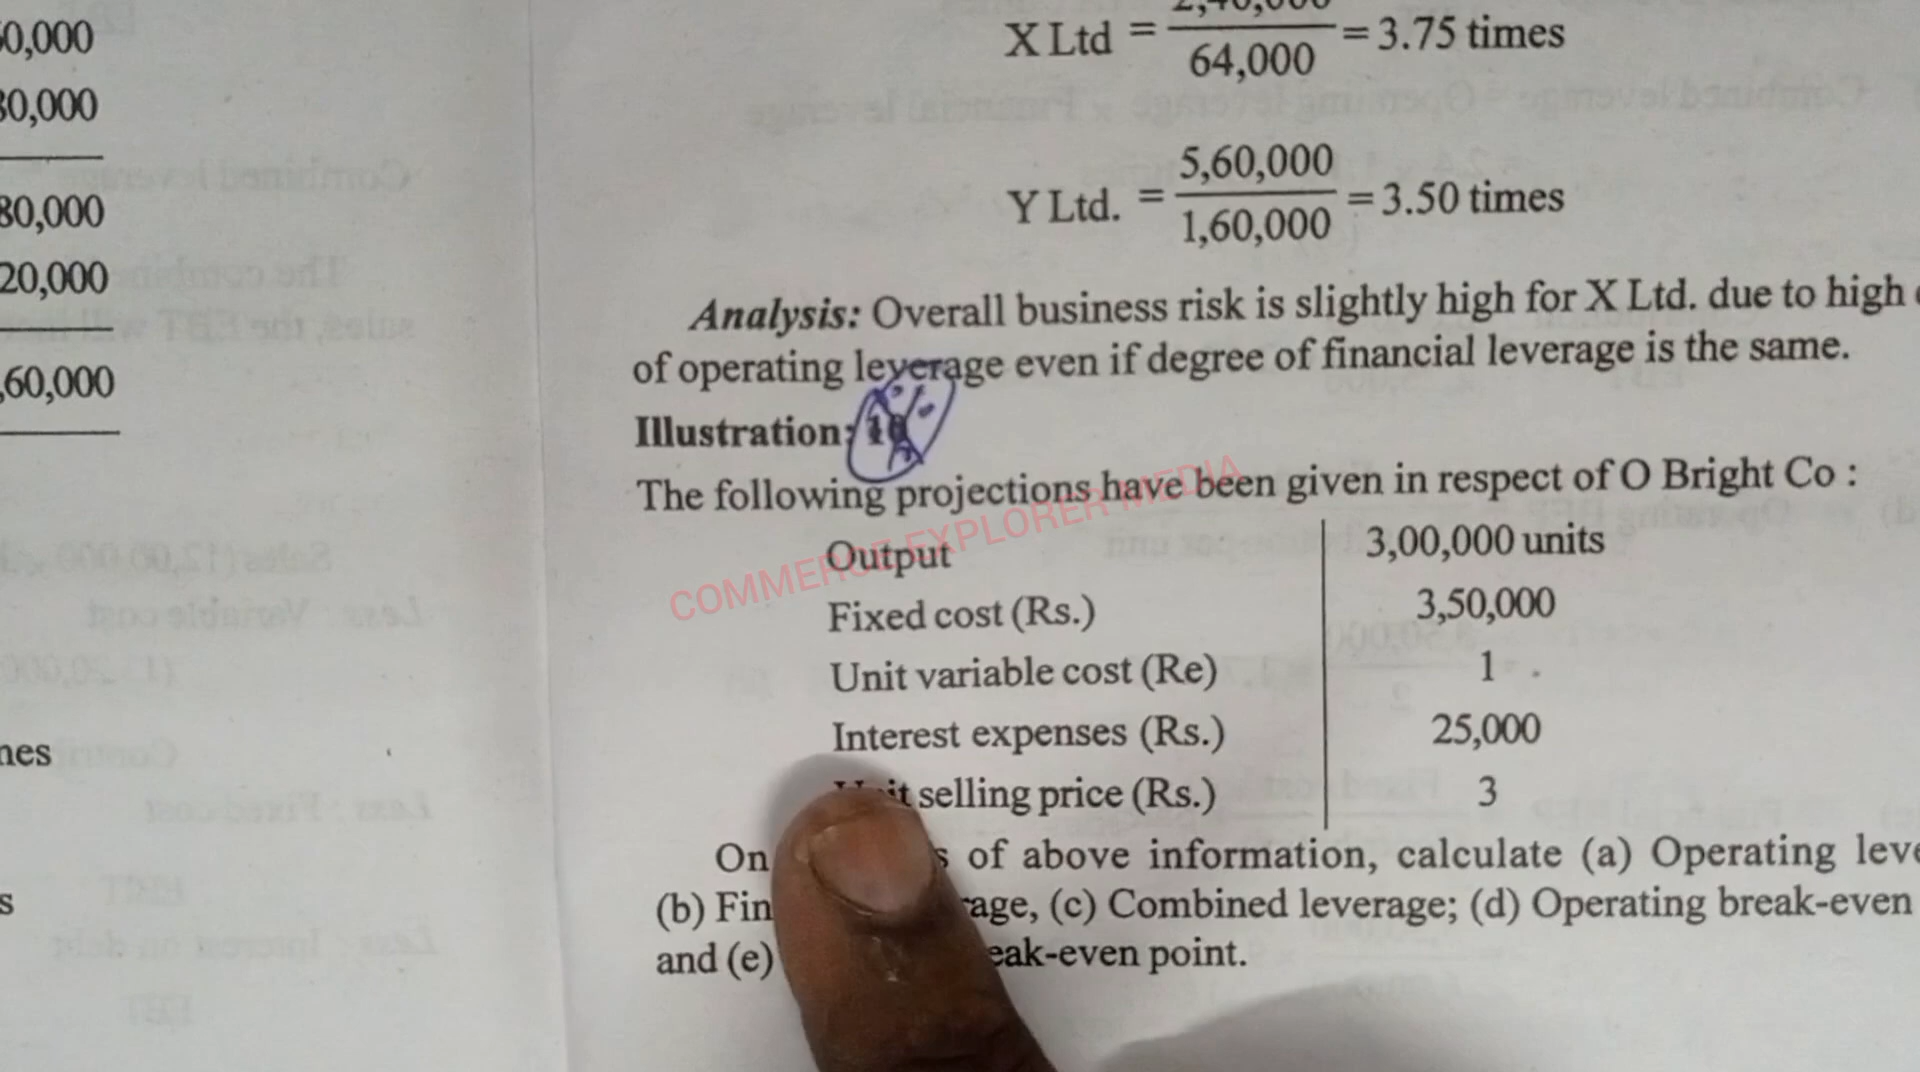 0,000
30,000
80,000
20,000
,60,000
nes
s
X Ltd = / 64,000 = 3.75 times
Y Ltd. = 5,60,000 / 1,60,000 = 3.50 times
Analysis: Overall business risk is slightly high for X Ltd. due to high
of operating leverage even if degree of financial leverage is the same.
Illustration:
The following projections have been given in respect of O Bright Co :
COMMERCE EXPLORER MEDIA
Output 3,00,000 units
Fixed cost (Rs.) 3,50,000
Unit variable cost (Re) 1
Interest expenses (Rs.) 25,000
selling price (Rs.) 3
On of above information, calculate (a) Operating leve
(b) Fin age, (c) Combined leverage; (d) Operating break-even
and (e) eak-even point.